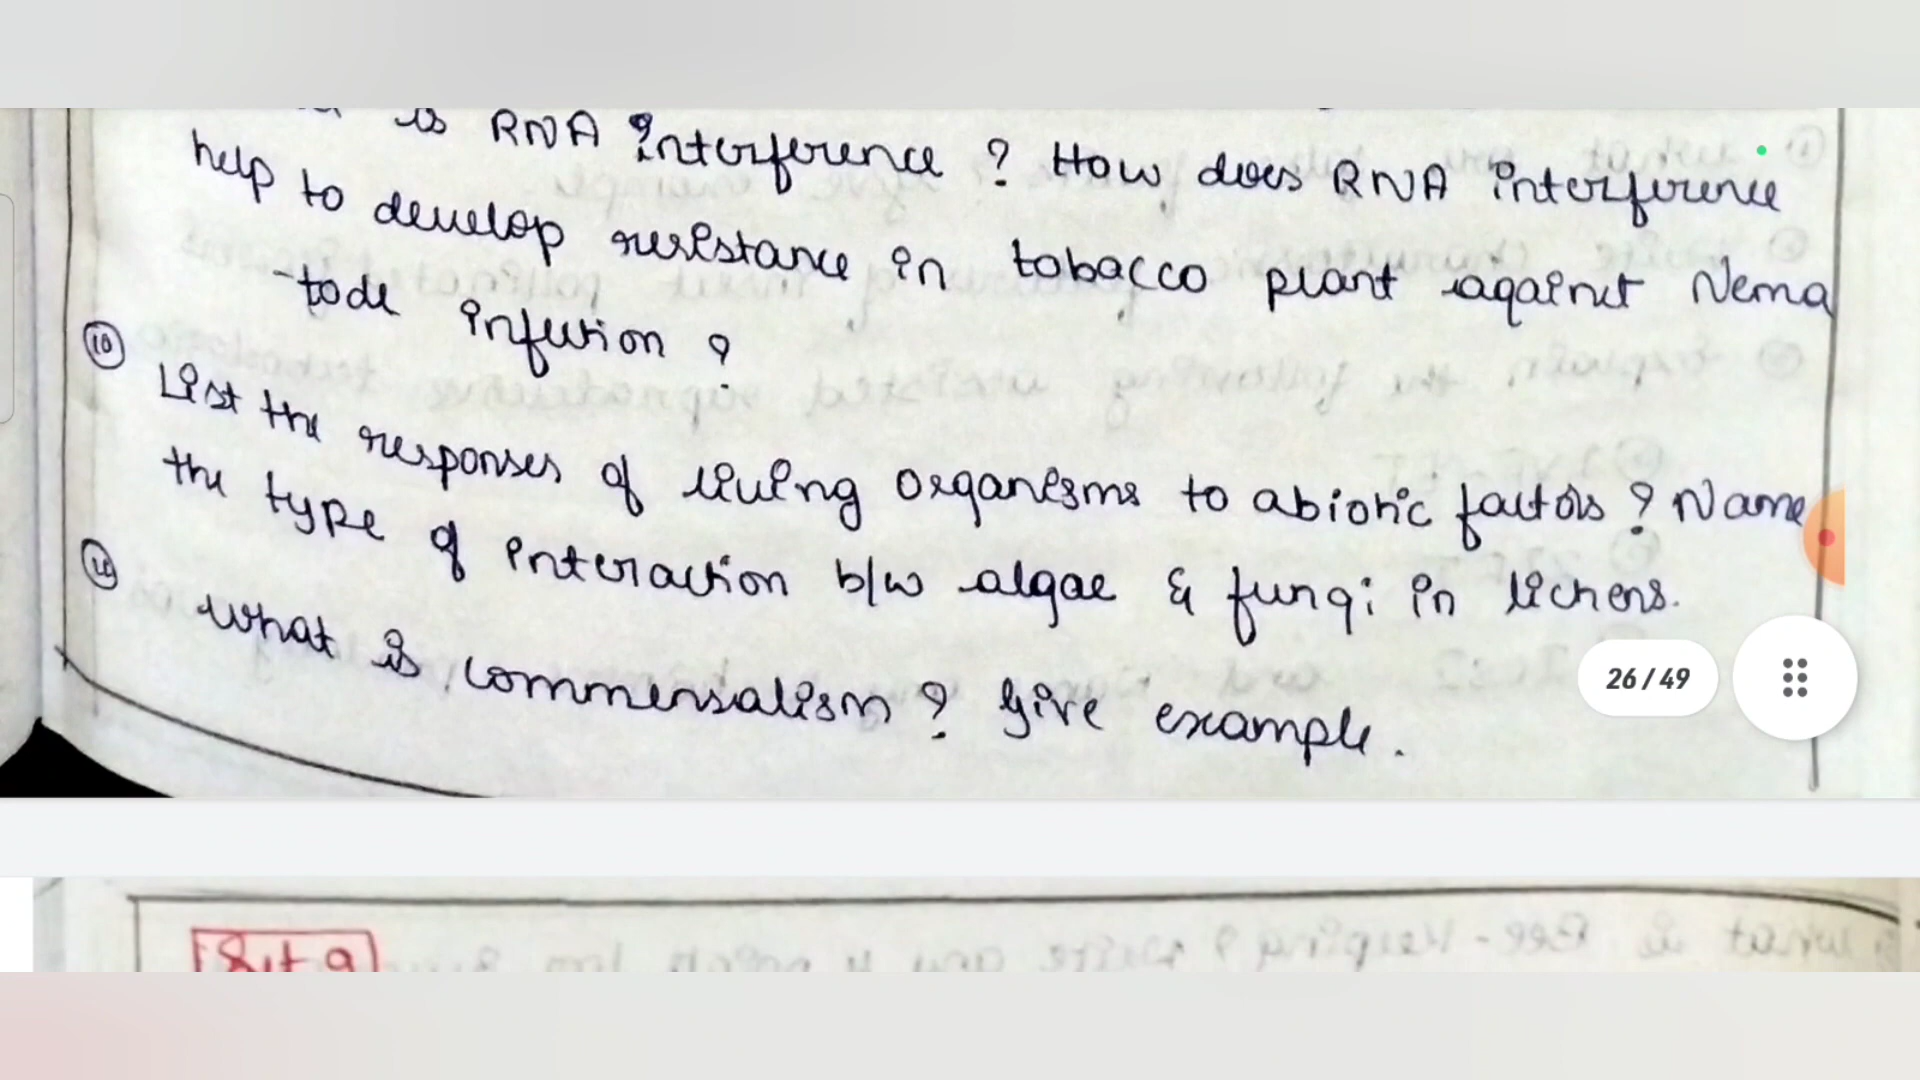 is RNA Interference ? How does RNA interference
help to develop resistance in tobacco plant against Nema
-tode infection ?
10 List the responses of living organisms to abiotic factors ? Name
the type of interaction b/w algae & fungi in lichens.
What is commensalism ? Give example.
26 / 49
Set 9